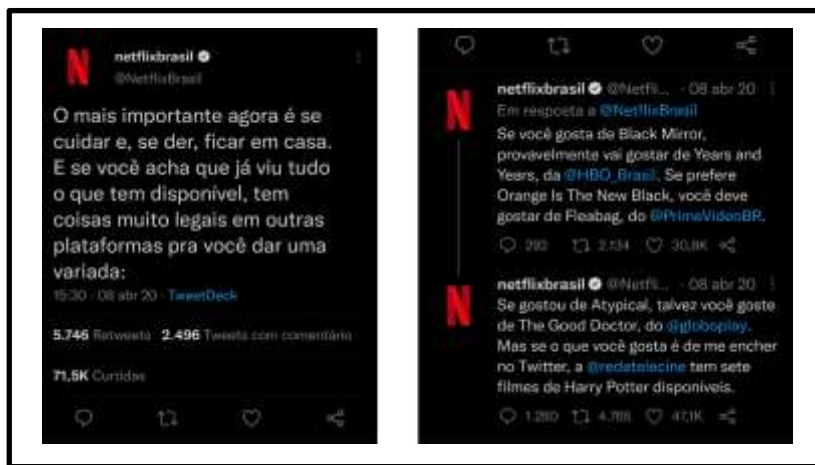 netflixbrasil
@NetflixBrasil
O mais importante agora é se
cuidar e, se der, ficar em casa.
E se você acha que já viu tudo
o que tem disponível, tem
coisas muito legais em outras
plataformas pra você dar uma
variada:
15:30 · 08 abr 20 · TweetDeck
5.746 Retweets 2.496 Tweets com comentário
71,5K Curtidas
netflixbrasil @Netfli... · 08 abr 20
Em resposta a @NetflixBrasil
Se você gosta de Black Mirror,
provavelmente vai gostar de Years and
Years, da @HBO_Brasil. Se prefere
Orange Is The New Black, você deve
gostar de Fleabag, do @PrimeVideoBR.
293 2.134 30,8K
netflixbrasil @Netfli... · 08 abr 20
Se gostou de Atypical, talvez você goste
de The Good Doctor, do @globoplay.
Mas se o que você gosta é de me encher
no Twitter, a @redetelecine tem sete
filmes de Harry Potter disponíveis.
47,1K